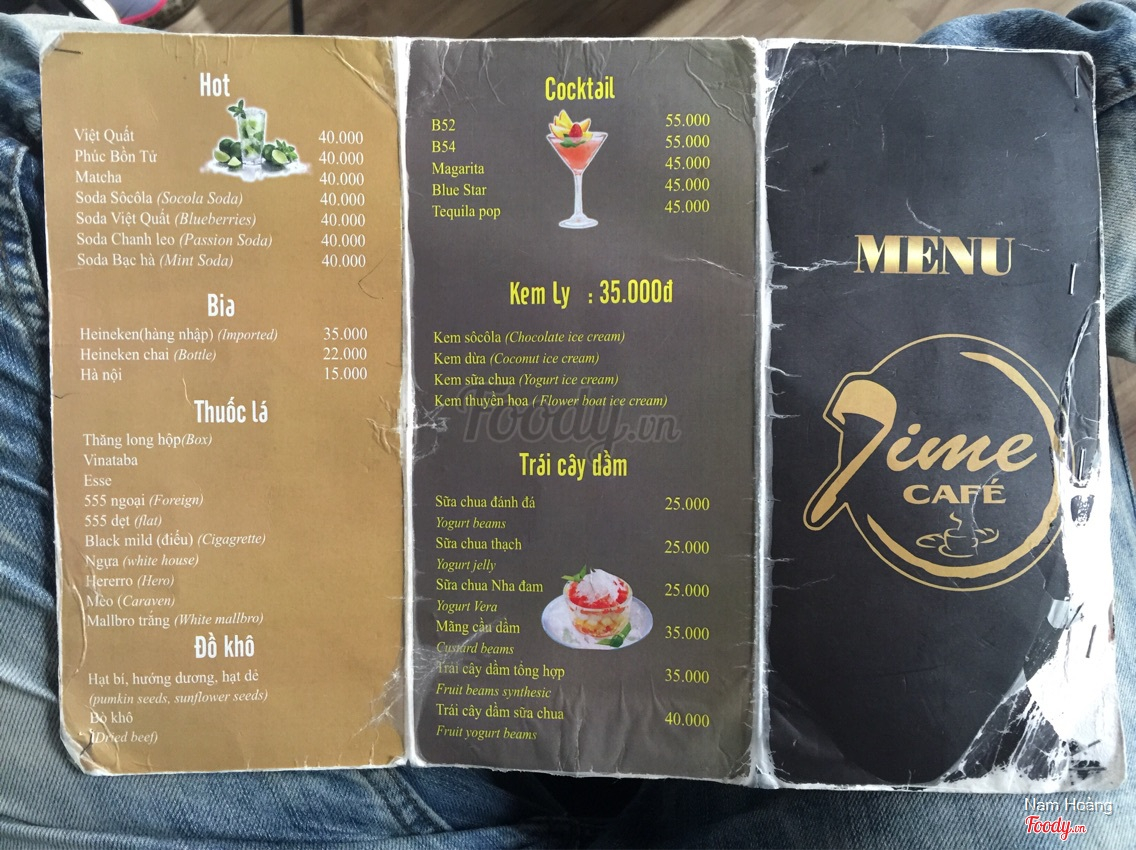 Hot
Việt Quất 40.000
Phúc Bồn Tử 40.000
Matcha 40.000
Soda Sôcôla (Socola Soda) 40.000
Soda Việt Quất (Blueberries) 40.000
Soda Chanh leo (Passion Soda) 40.000
Soda Bạc hà (Mint Soda) 40.000
Bia
Heineken(hàng nhập) (Imported) 35.000
Heineken chai (Bottle) 22.000
Hà nội 15.000
Thuốc lá
Thăng long hộp(Box)
Vinataba
Esse
555 ngoại (Foreign)
555 dẹt (flat)
Black mild (điếu) (Cigagrette)
Ngựa (white house)
Hererro (Hero)
Mèo (Caraven)
Mallbro trắng (White mallbro)
Đồ khô
Hạt bí, hướng dương, hạt dẻ
(pumkin seeds, sunflower seeds)
Bò khô
(Dried beef)
Cocktail
B52 55.000
B54 55.000
Magarita 45.000
Blue Star 45.000
Tequila pop 45.000
Kem Ly : 35.000đ
Kem sôcôla (Chocolate ice cream)
Kem dừa (Coconut ice cream)
Kem sữa chua (Yogurt ice cream)
Kem thuyền hoa ( Flower boat ice cream)
Foody.vn
Trái cây dầm
Sữa chua đánh đá 25.000
Yogurt beams
Sữa chua thạch 25.000
Yogurt jelly
Sữa chua Nha đam 25.000
Yogurt Vera
Mãng cầu dầm 35.000
Custard beams
Trái cây dầm tổng hợp 35.000
Fruit beams synthesic
Trái cây dầm sữa chua 40.000
Fruit yogurt beams
MENU
Time
CAFÉ
Nam Hoàng
Foody.vn